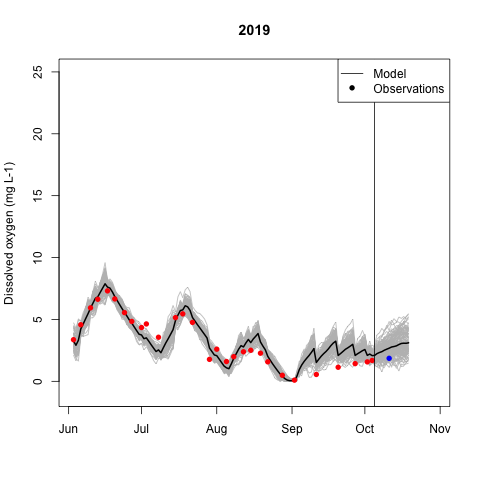 2019
Dissolved oxygen (mg L-1)
25
20
15
10
5
0
Model
Observations
Jun Jul Aug Sep Oct Nov